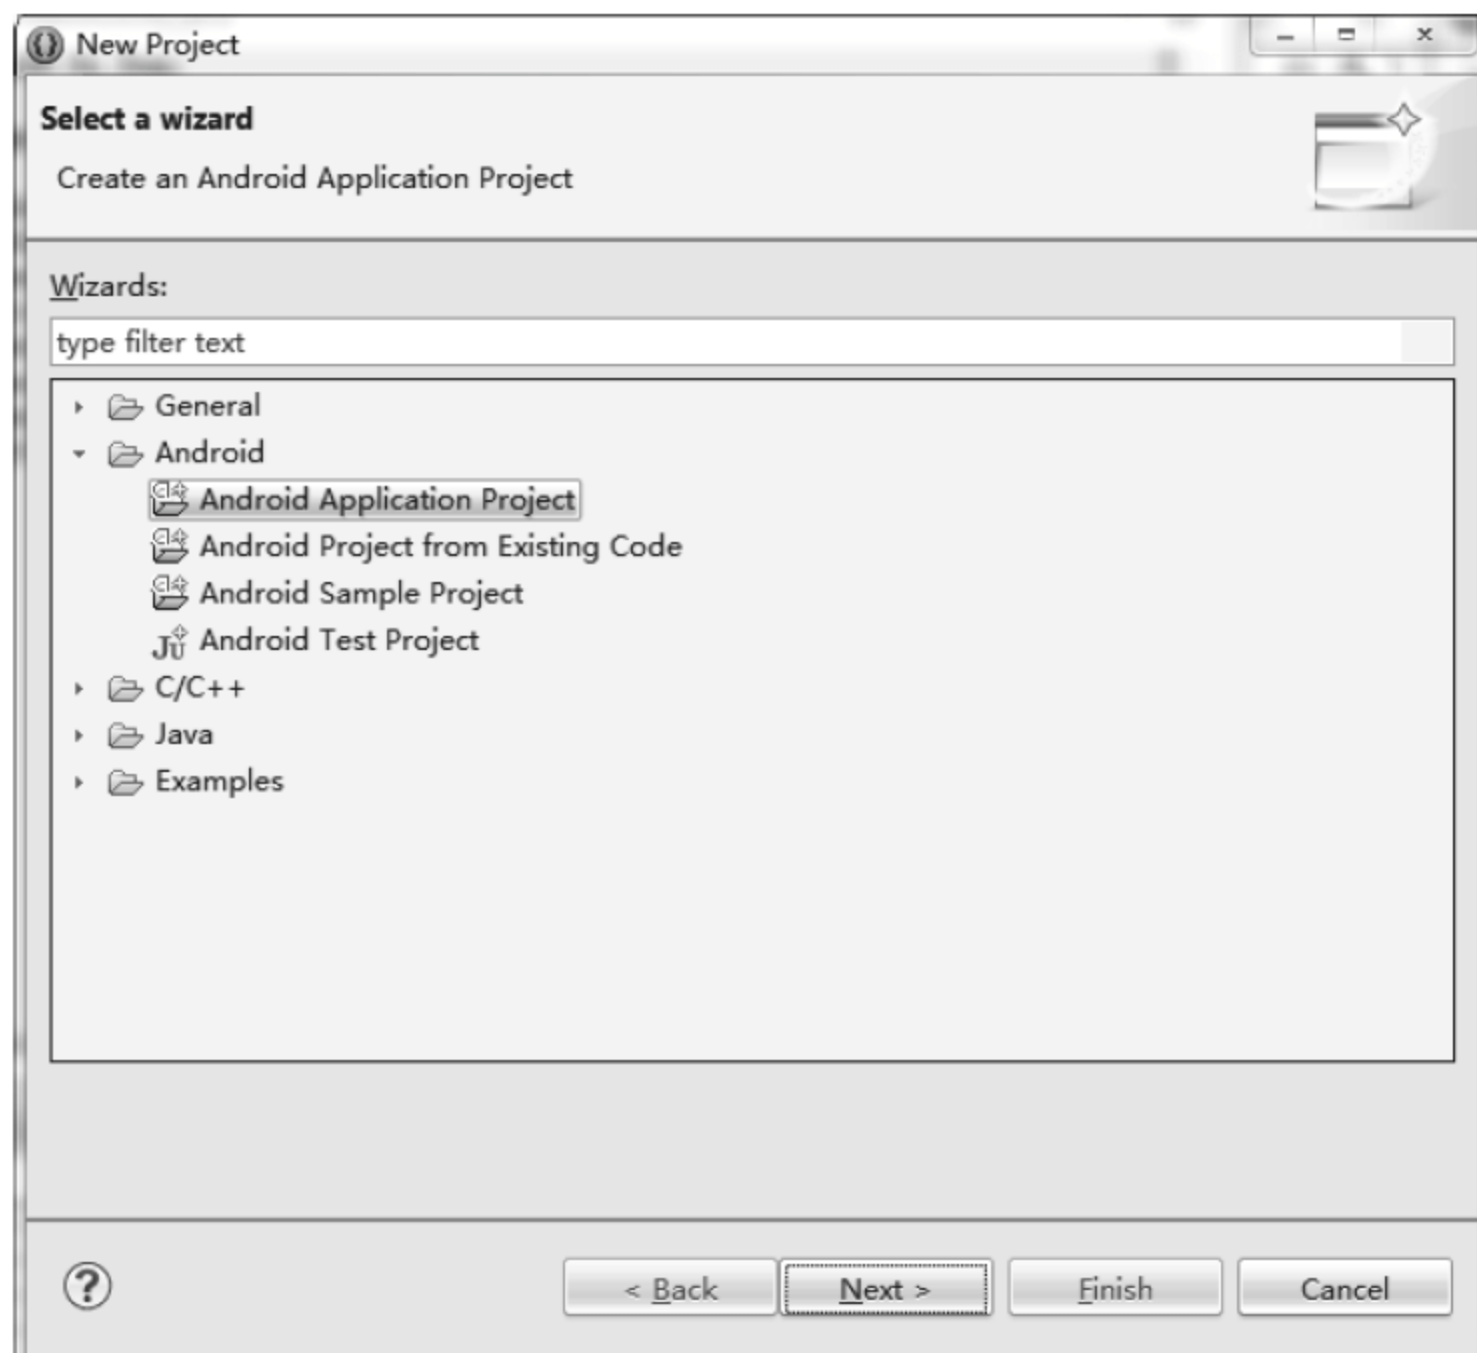 New Project
Select a wizard
Create an Android Application Project
Wizards:
type filter text
General
Android
Android Application Project
Android Project from Existing Code
Android Sample Project
Android Test Project
C/C++
Java
Examples
< Back
Next >
Finish
Cancel